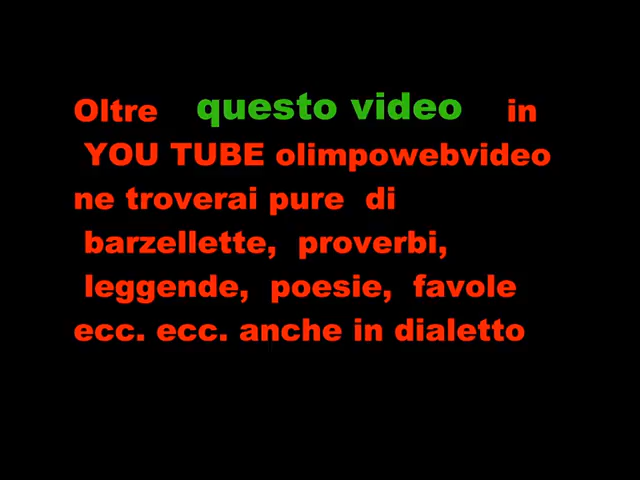 Oltre questo video in
YOU TUBE olimpowebvideo
ne troverai pure di
barzellette, proverbi,
leggende, poesie, favole
ecc. ecc. anche in dialetto